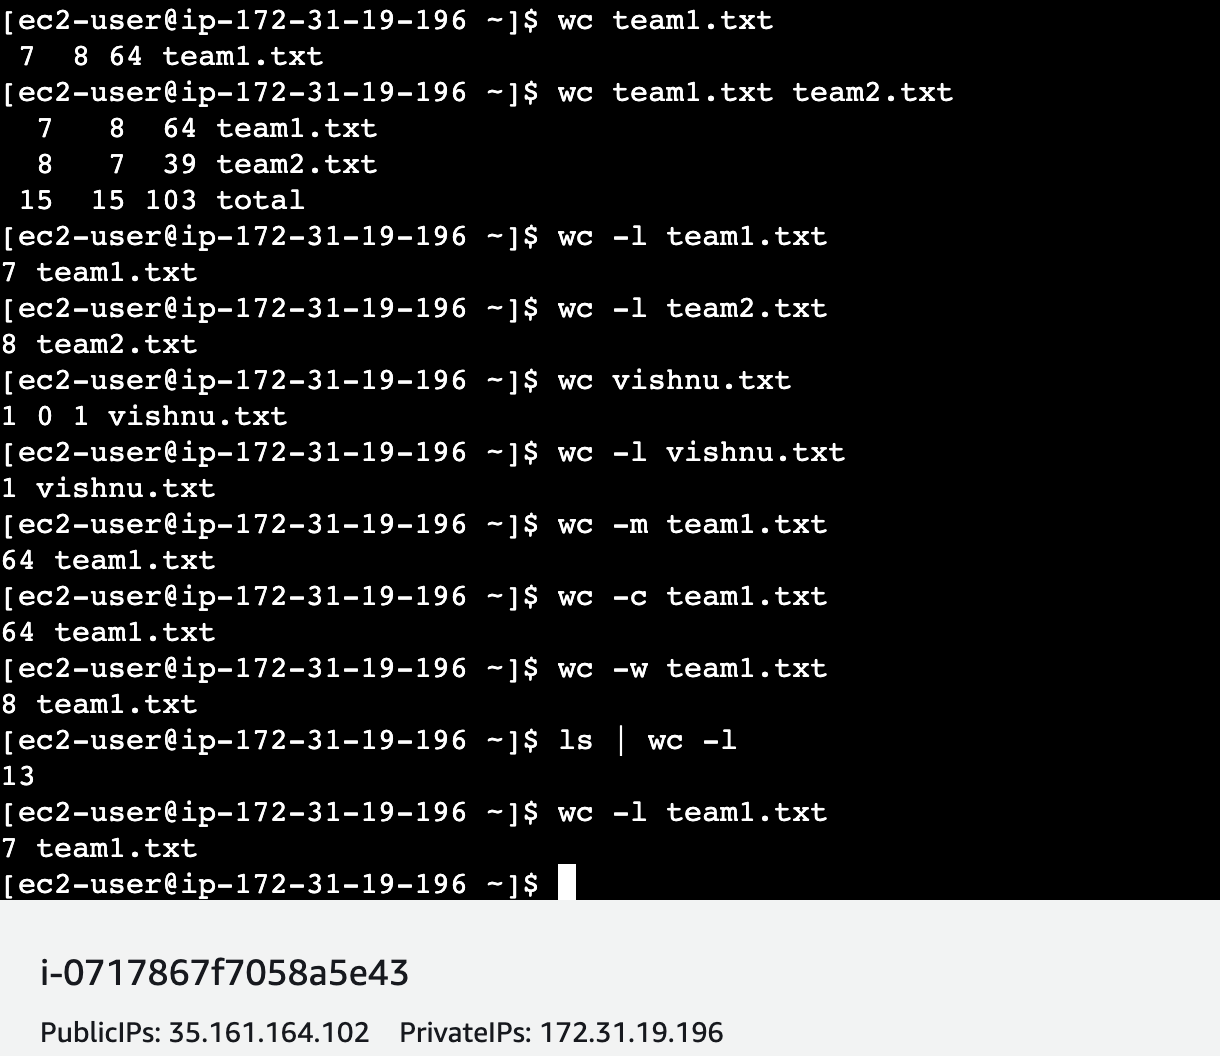 [ec2-user@ip-172-31-19-196 ~]$ wc team1.txt
 7  8 64 team1.txt
[ec2-user@ip-172-31-19-196 ~]$ wc team1.txt team2.txt
  7   8  64 team1.txt
  8   7  39 team2.txt
 15  15 103 total
[ec2-user@ip-172-31-19-196 ~]$ wc -l team1.txt
7 team1.txt
[ec2-user@ip-172-31-19-196 ~]$ wc -l team2.txt
8 team2.txt
[ec2-user@ip-172-31-19-196 ~]$ wc vishnu.txt
1 0 1 vishnu.txt
[ec2-user@ip-172-31-19-196 ~]$ wc -l vishnu.txt
1 vishnu.txt
[ec2-user@ip-172-31-19-196 ~]$ wc -m team1.txt
64 team1.txt
[ec2-user@ip-172-31-19-196 ~]$ wc -c team1.txt
64 team1.txt
[ec2-user@ip-172-31-19-196 ~]$ wc -w team1.txt
8 team1.txt
[ec2-user@ip-172-31-19-196 ~]$ ls | wc -l
13
[ec2-user@ip-172-31-19-196 ~]$ wc -l team1.txt
7 team1.txt
[ec2-user@ip-172-31-19-196 ~]$
i-0717867f7058a5e43
PublicIPs: 35.161.164.102 PrivateIPs: 172.31.19.196